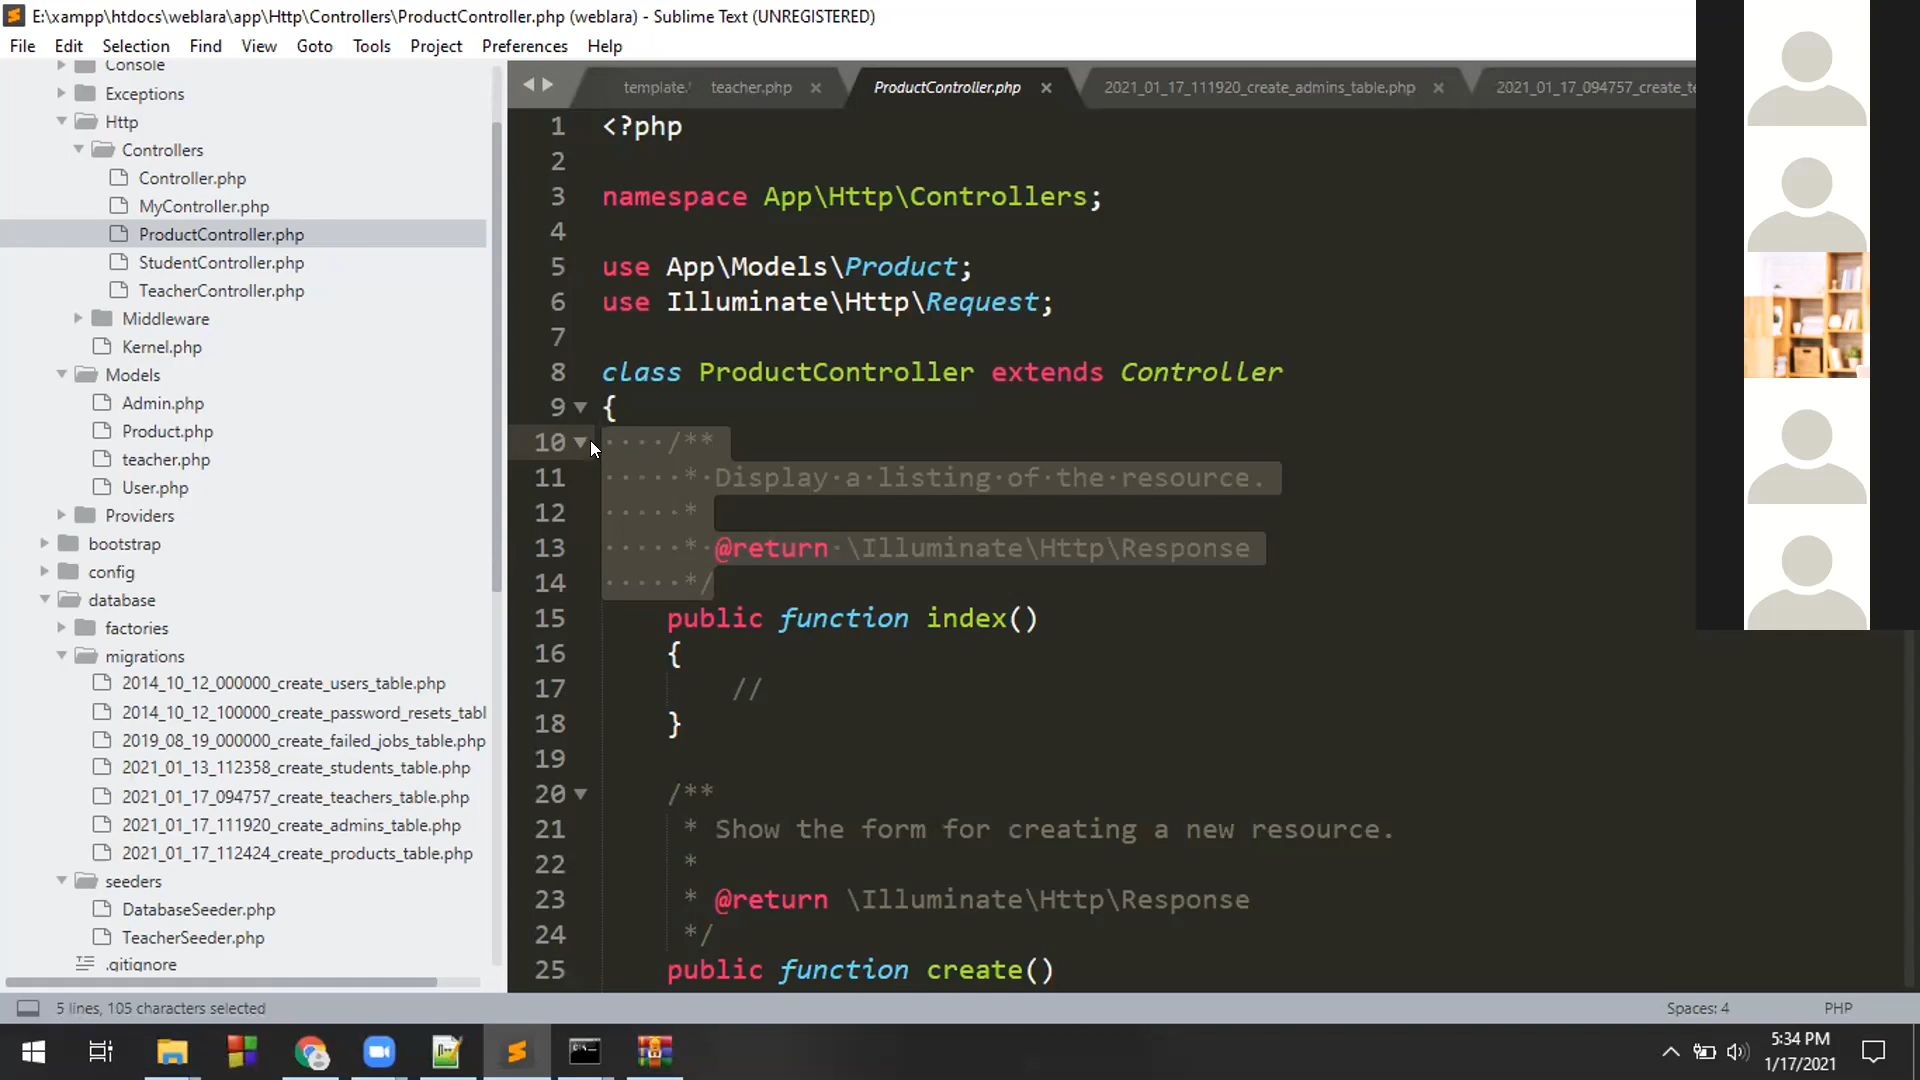 E:\xampp\htdocs\weblara\app\Http\Controllers\ProductController.php (weblara) - Sublime Text (UNREGISTERED)
File Edit Selection Find View Goto Tools Project Preferences Help
Console
Exceptions
Http
Controllers
Controller.php
MyController.php
ProductController.php
StudentController.php
TeacherController.php
Middleware
Kernel.php
Models
Admin.php
Product.php
teacher.php
User.php
Providers
bootstrap
config
database
factories
migrations
2014_10_12_000000_create_users_table.php
2014_10_12_100000_create_password_resets_tabl
2019_08_19_000000_create_failed_jobs_table.php
2021_01_13_112358_create_students_table.php
2021_01_17_094757_create_teachers_table.php
2021_01_17_111920_create_admins_table.php
2021_01_17_112424_create_products_table.php
seeders
DatabaseSeeder.php
TeacherSeeder.php
.gitignore
template. teacher.php ProductController.php 2021_01_17_111920_create_admins_table.php 2021_01_17_094757_create_te
1 <?php
2
3 namespace App\Http\Controllers;
4
5 use App\Models\Product;
6 use Illuminate\Http\Request;
7
8 class ProductController extends Controller
9 {
10 /**
11 * Display a listing of the resource.
12 *
13 * @return \Illuminate\Http\Response
14 */
15 public function index()
16 {
17 //
18 }
19
20 /**
21 * Show the form for creating a new resource.
22 *
23 * @return \Illuminate\Http\Response
24 */
25 public function create()
5 lines, 105 characters selected
Spaces: 4 PHP
5:34 PM
1/17/2021